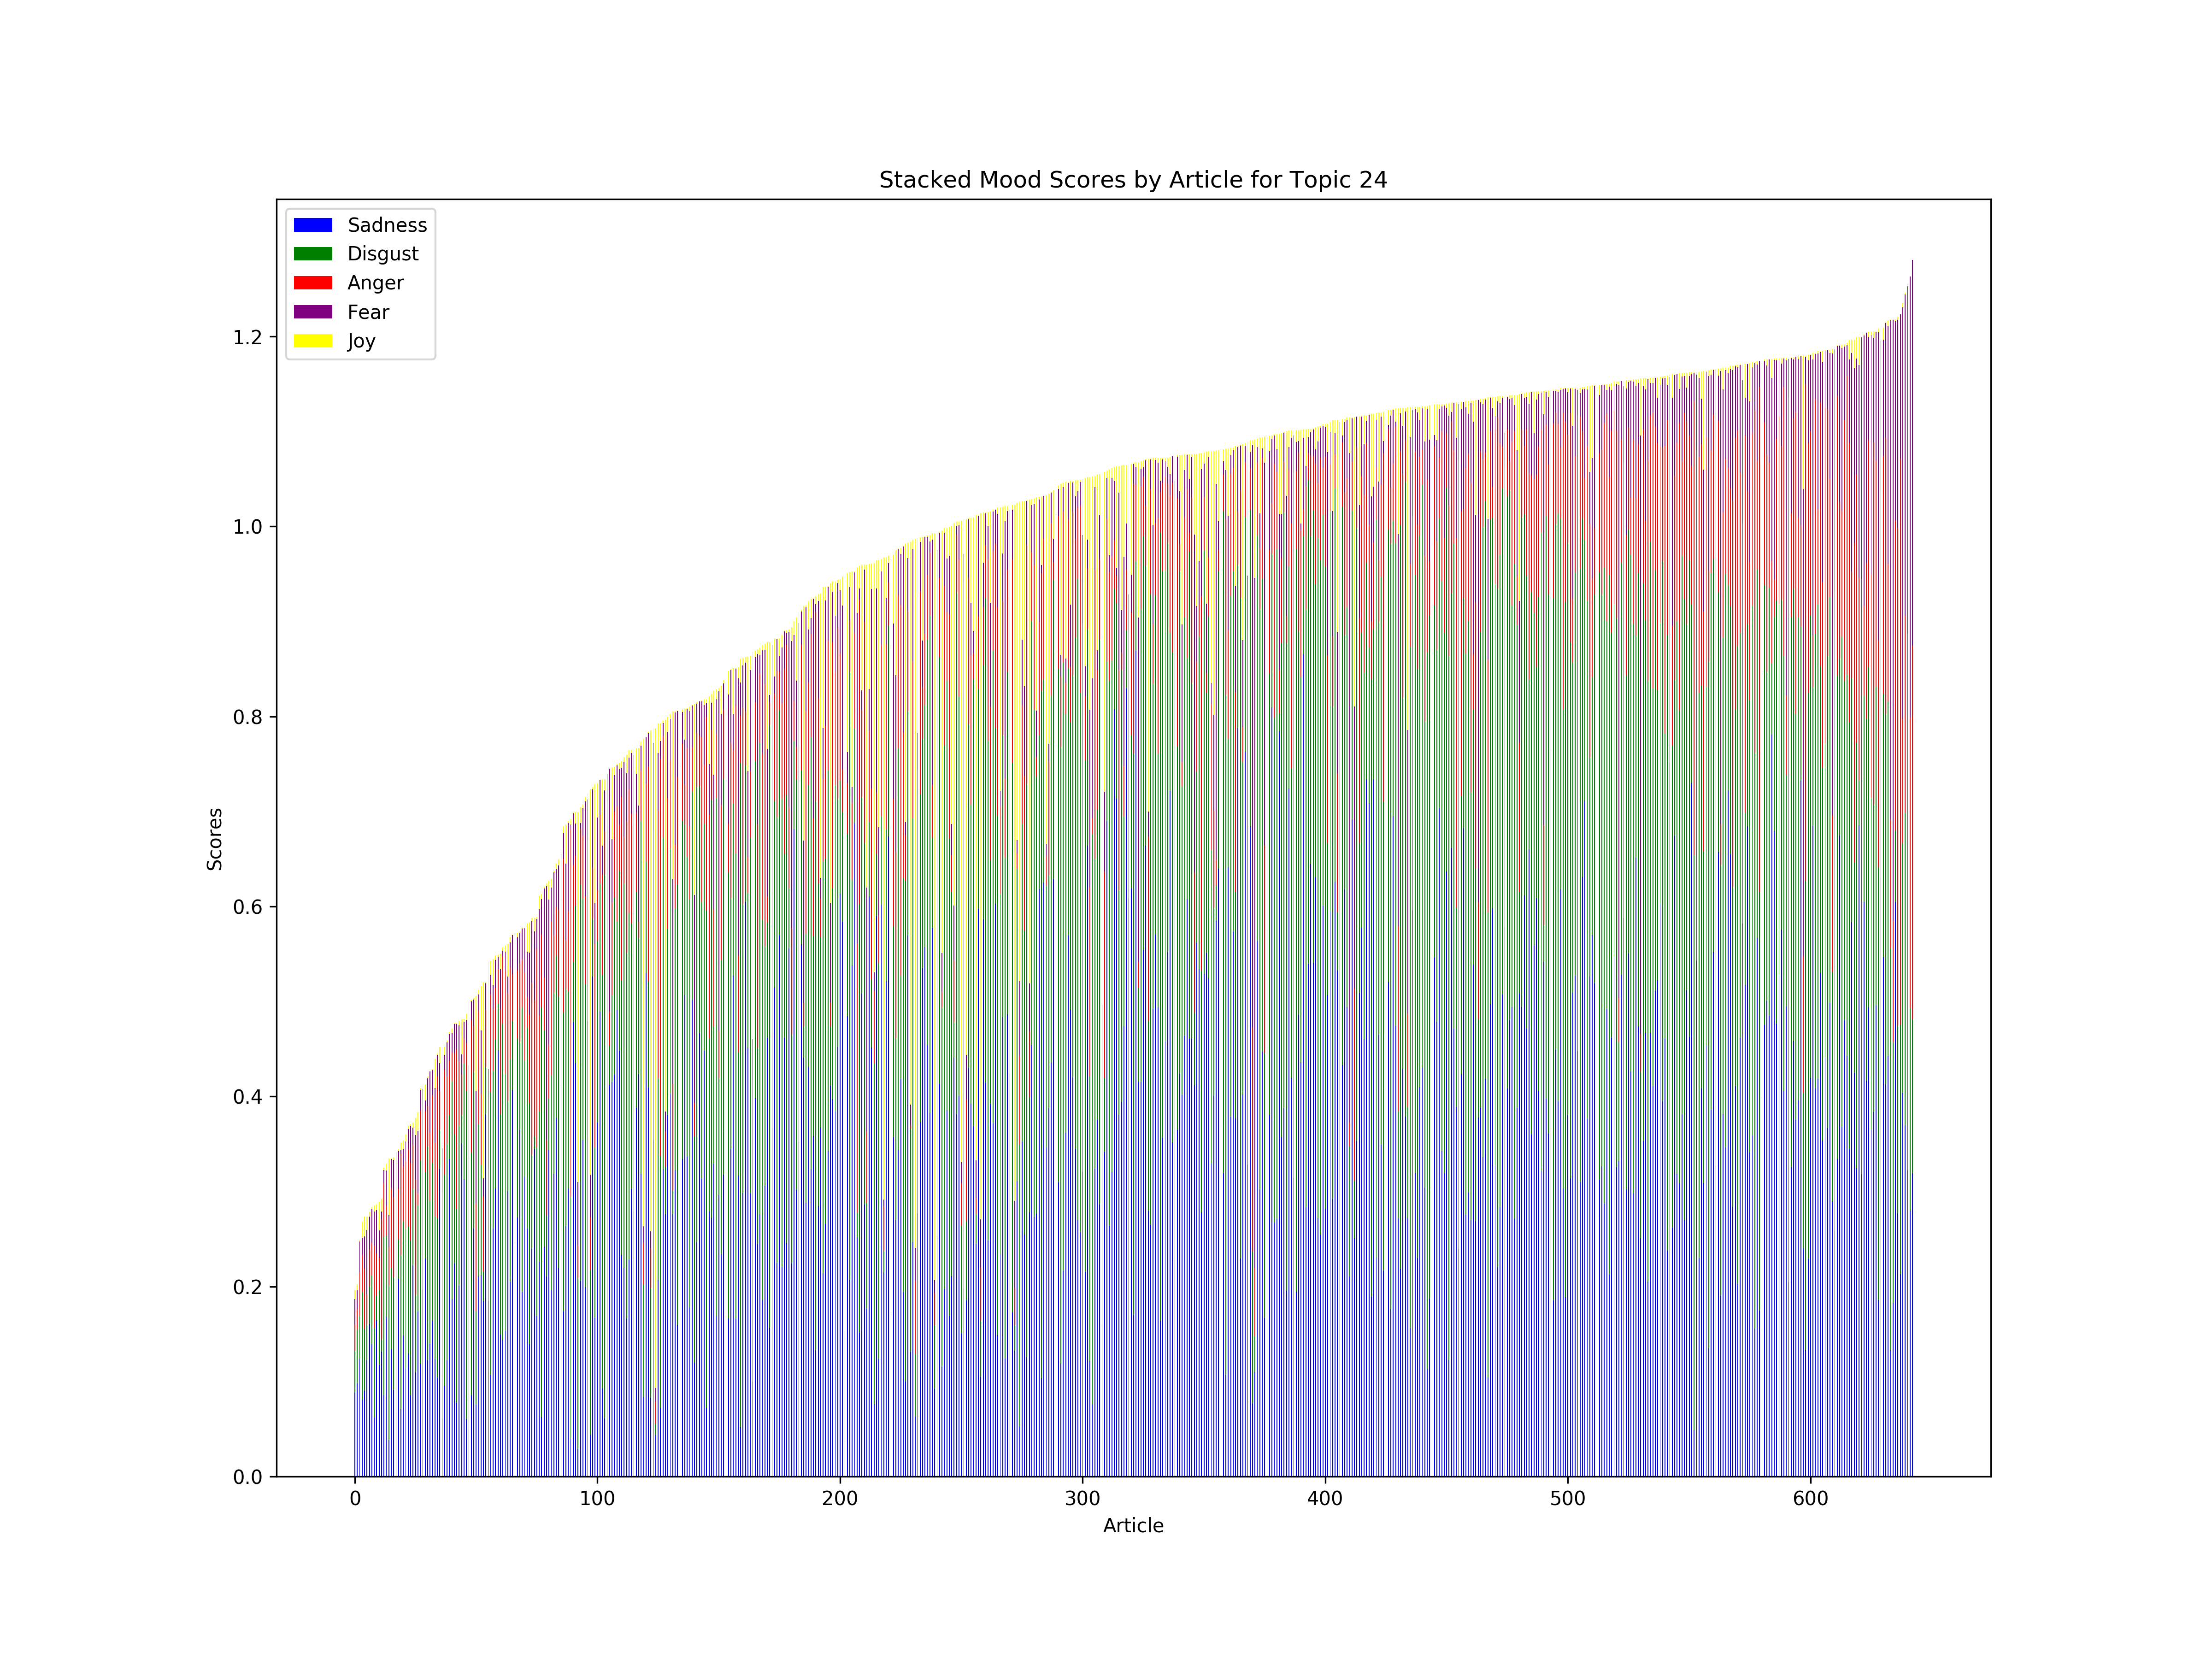 Stacked Mood Scores by Article for Topic 24
Sadness
Disgust
Anger
Fear
Joy
Scores
1.2
1.0
0.8
0.6
0.4
0.2
0.0
0 100 200 300 400 500 600
Article